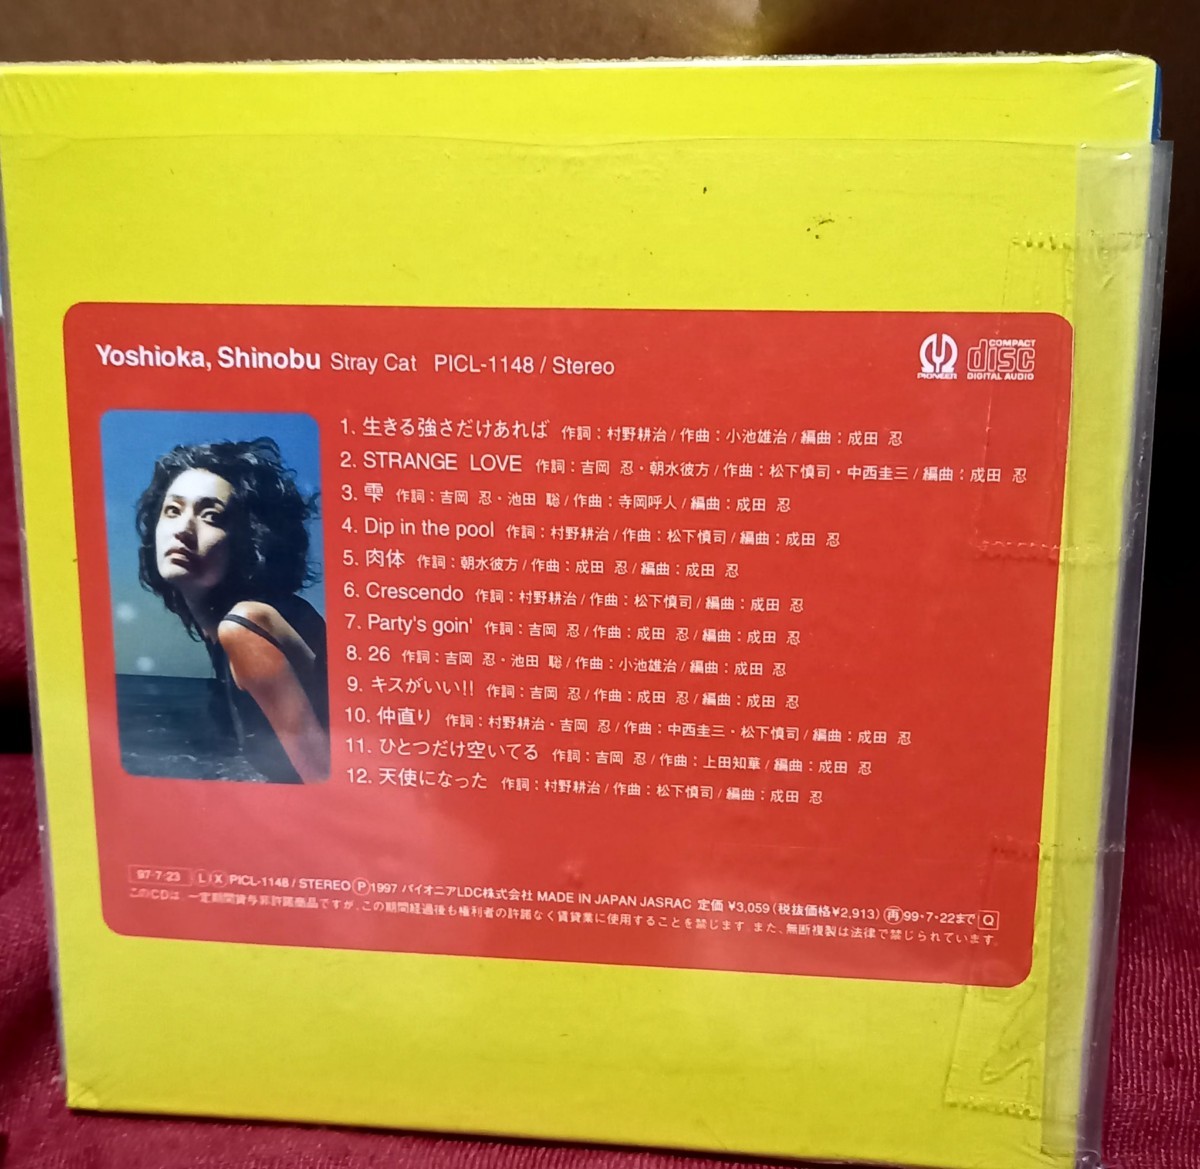 Yoshioka, Shinobu Stray Cat PICL-1148 / Stereo
PIONEER
COMPACT
disc
DIGITAL AUDIO
1. 生きる強さだけあれば 作詞：村野耕治/作曲：小池雄治/編曲：成田 忍
2. STRANGE LOVE 作詞：吉岡 忍・朝水彼方/作曲：松下慎司・中西圭三/編曲：成田 忍
3. 雫 作詞：吉岡 忍・池田 聡/作曲：寺岡呼人/編曲：成田 忍
4. Dip in the pool 作詞：村野耕治/作曲：松下慎司/編曲：成田 忍
5. 肉体 作詞：朝水彼方/作曲：成田 忍/編曲：成田 忍
6. Crescendo 作詞：村野耕治/作曲：松下慎司/編曲：成田 忍
7. Party's goin' 作詞：吉岡 忍/作曲：成田 忍/編曲：成田 忍
8. 26 作詞：吉岡 忍・池田 聡/作曲：小池雄治/編曲：成田 忍
9. キスがいい!! 作詞：吉岡 忍/作曲：成田 忍/編曲：成田 忍
10. 仲直り 作詞：村野耕治・吉岡 忍/作曲：中西圭三・松下慎司/編曲：成田 忍
11. ひとつだけ空いてる 作詞：吉岡 忍/作曲：上田知華/編曲：成田 忍
12. 天使になった 作詞：村野耕治/作曲：松下慎司/編曲：成田 忍
97・7・23 Ⓛ Ⓧ PICL-1148 / STEREO Ⓟ1997 パイオニアLDC株式会社 MADE IN JAPAN JASRAC 定価 ¥3,059（税抜価格¥2,913）㊢99・7・22まで Q
このCDは、一定期間貸与非許諾商品ですが、この期間経過後も権利者の許諾なく賃貸業に使用することを禁じます。また、無断複製は法律で禁じられています。